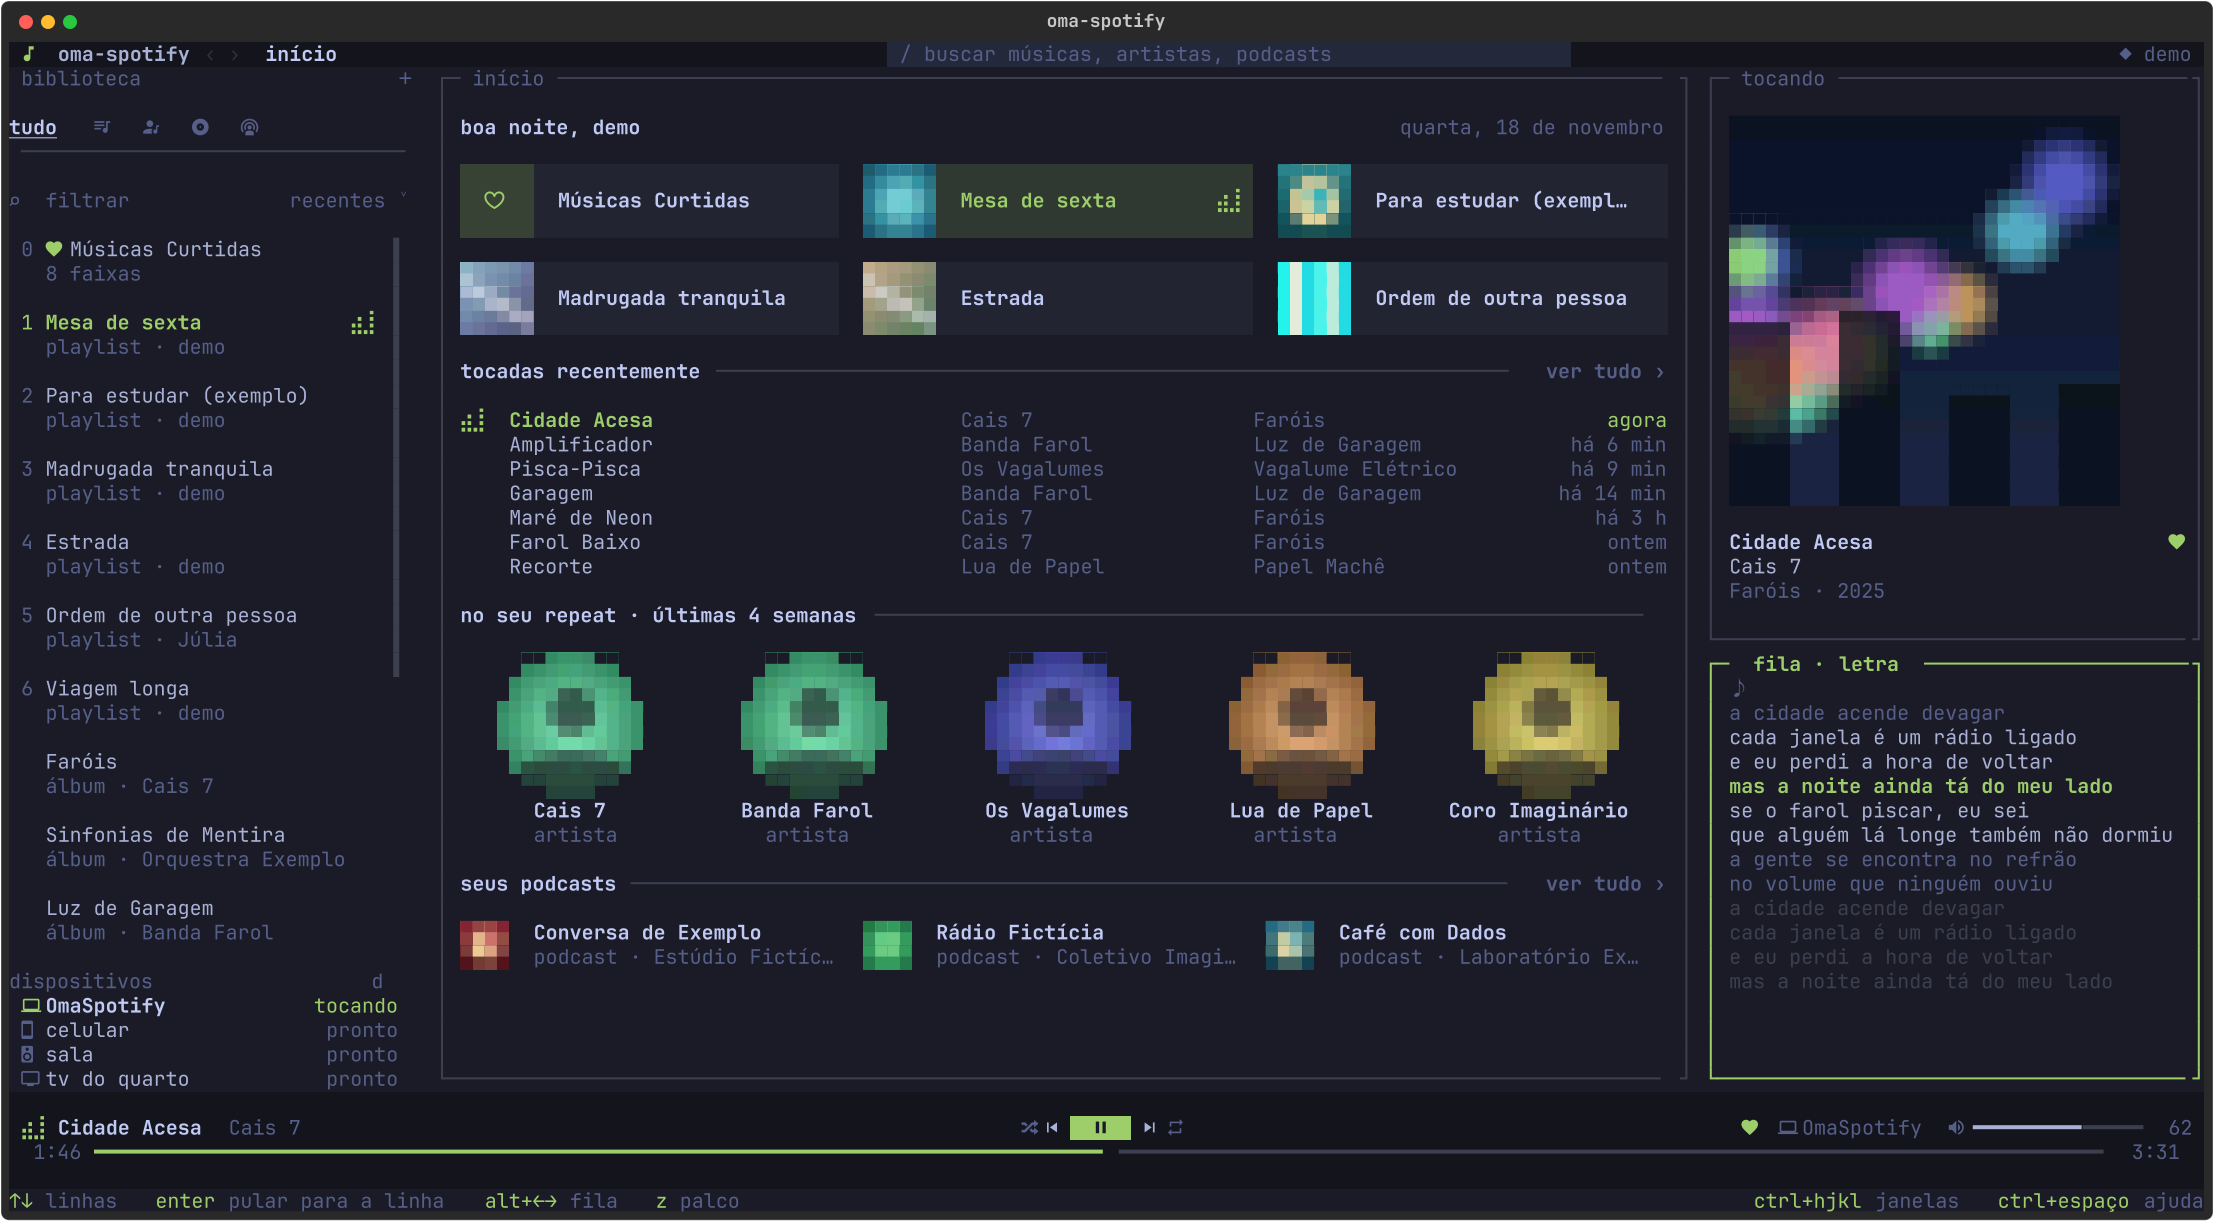 oma-spotify
oma-spotify ‹ › início
/ buscar músicas, artistas, podcasts
◆ demo
biblioteca +
tudo
filtrar recentes ˅
0 ♥ Músicas Curtidas
8 faixas
1 Mesa de sexta
playlist · demo
2 Para estudar (exemplo)
playlist · demo
3 Madrugada tranquila
playlist · demo
4 Estrada
playlist · demo
5 Ordem de outra pessoa
playlist · Júlia
6 Viagem longa
playlist · demo
Faróis
álbum · Cais 7
Sinfonias de Mentira
álbum · Orquestra Exemplo
Luz de Garagem
álbum · Banda Farol
dispositivos d
OmaSpotify tocando
celular pronto
sala pronto
tv do quarto pronto
início
boa noite, demo quarta, 18 de novembro
Músicas Curtidas
Mesa de sexta
Para estudar (exempl…
Madrugada tranquila
Estrada
Ordem de outra pessoa
tocadas recentemente ver tudo ›
Cidade Acesa Cais 7 Faróis agora
Amplificador Banda Farol Luz de Garagem há 6 min
Pisca-Pisca Os Vagalumes Vagalume Elétrico há 9 min
Garagem Banda Farol Luz de Garagem há 14 min
Maré de Neon Cais 7 Faróis há 3 h
Farol Baixo Cais 7 Faróis ontem
Recorte Lua de Papel Papel Machê ontem
no seu repeat · últimas 4 semanas
Cais 7
artista
Banda Farol
artista
Os Vagalumes
artista
Lua de Papel
artista
Coro Imaginário
artista
seus podcasts ver tudo ›
Conversa de Exemplo
podcast · Estúdio Fictíc…
Rádio Fictícia
podcast · Coletivo Imagi…
Café com Dados
podcast · Laboratório Ex…
tocando
Cidade Acesa ♥
Cais 7
Faróis · 2025
fila · letra
♪
a cidade acende devagar
cada janela é um rádio ligado
e eu perdi a hora de voltar
mas a noite ainda tá do meu lado
se o farol piscar, eu sei
que alguém lá longe também não dormiu
a gente se encontra no refrão
no volume que ninguém ouviu
a cidade acende devagar
cada janela é um rádio ligado
e eu perdi a hora de voltar
mas a noite ainda tá do meu lado
Cidade Acesa Cais 7
♥ OmaSpotify 62
1:46 3:31
↑↓ linhas enter pular para a linha alt+←→ fila z palco
ctrl+hjkl janelas ctrl+espaço ajuda